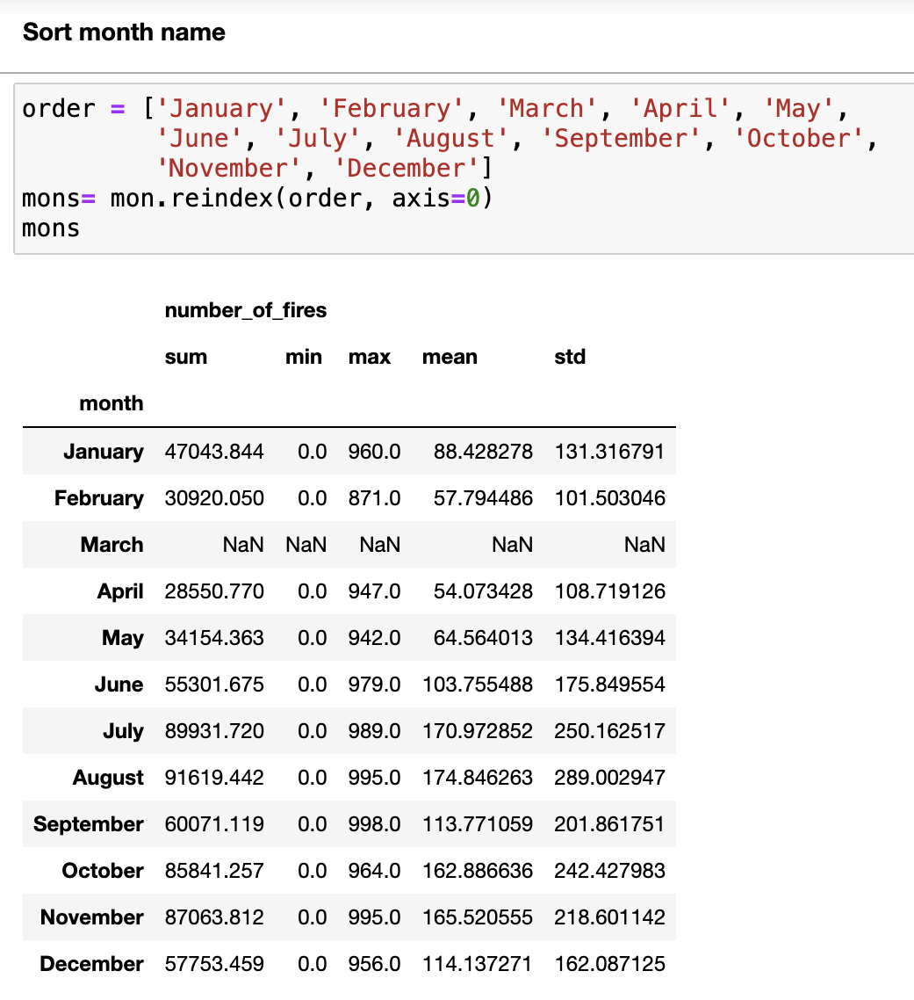 Sort month name
order = ['January', 'February', 'March', 'April', 'May',
'June', 'July', 'August', 'September', 'October',
'November', 'December']
mons= mon.reindex(order, axis=0)
mons
number_of_fires
sum min max mean std
month
January 47043.844 0.0 960.0 88.428278 131.316791
February 30920.050 0.0 871.0 57.794486 101.503046
March NaN NaN NaN NaN NaN
April 28550.770 0.0 947.0 54.073428 108.719126
May 34154.363 0.0 942.0 64.564013 134.416394
June 55301.675 0.0 979.0 103.755488 175.849554
July 89931.720 0.0 989.0 170.972852 250.162517
August 91619.442 0.0 995.0 174.846263 289.002947
September 60071.119 0.0 998.0 113.771059 201.861751
October 85841.257 0.0 964.0 162.886636 242.427983
November 87063.812 0.0 995.0 165.520555 218.601142
December 57753.459 0.0 956.0 114.137271 162.087125